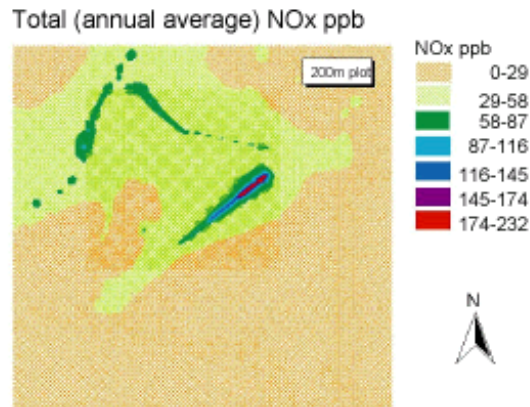 Total (annual average) NOx ppb
200m plot
NOx ppb
0-29
29-58
58-87
87-116
116-145
145-174
174-232
N